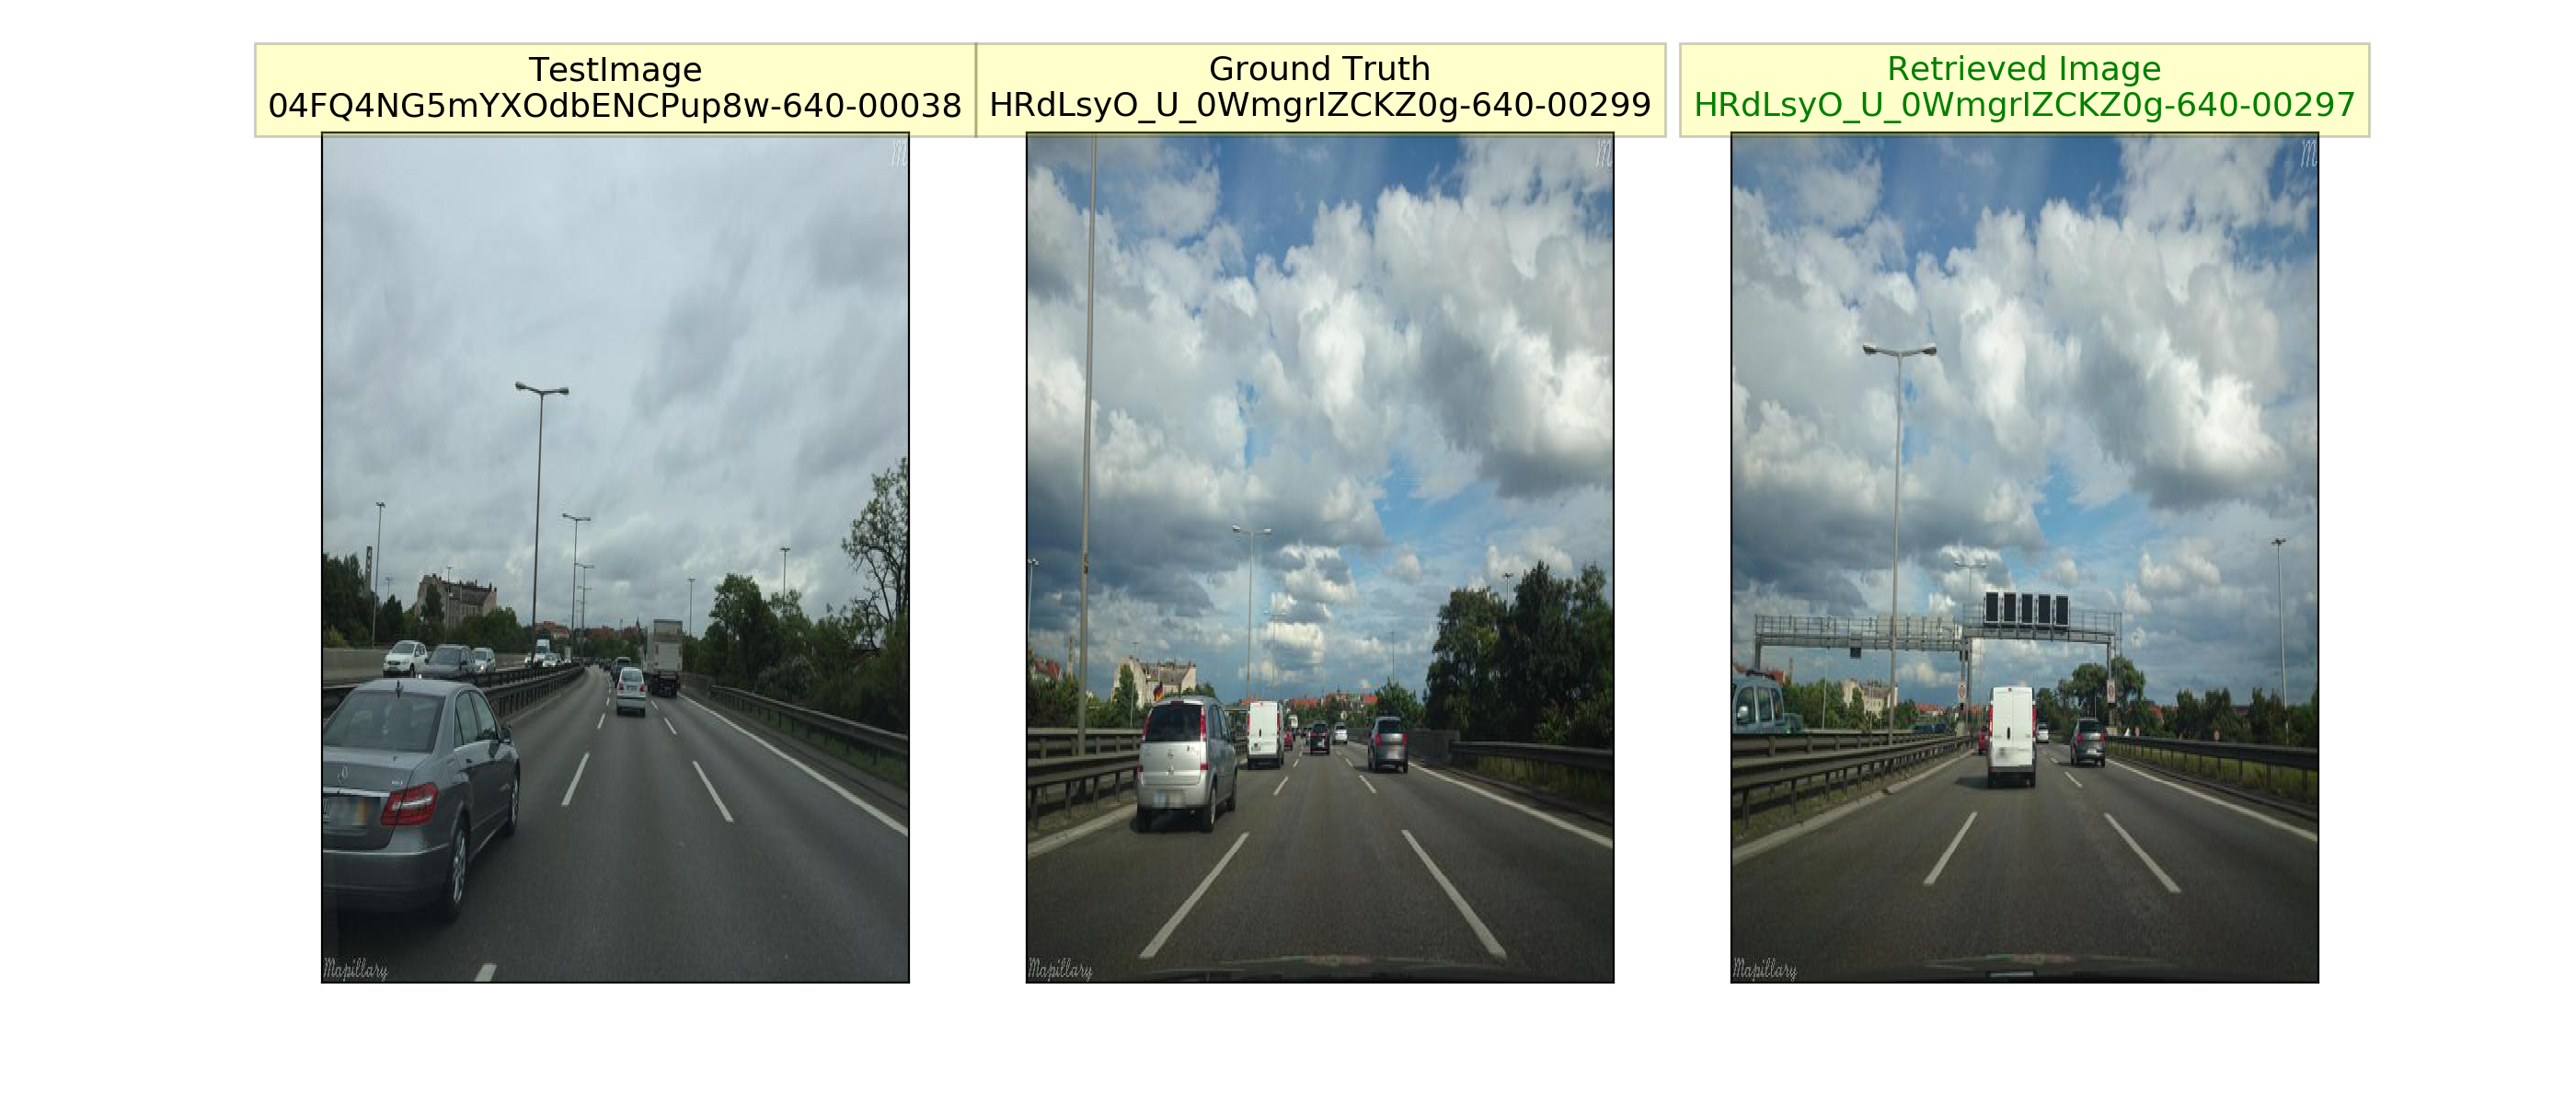 TestImage
04FQ4NG5mYXOdbENCPup8w-640-00038
Ground Truth
HRdLsyO_U_0WmgrIZCKZ0g-640-00299
Retrieved Image
HRdLsyO_U_0WmgrIZCKZ0g-640-00297
M
M
M
Mapillary
Mapillary
Mapillary